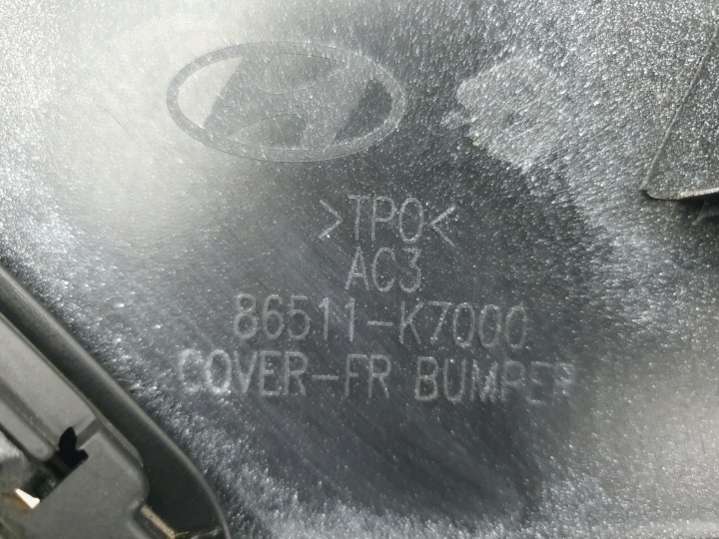 >TPO<
AC3
86511-K7000
COVER-FR BUMPER